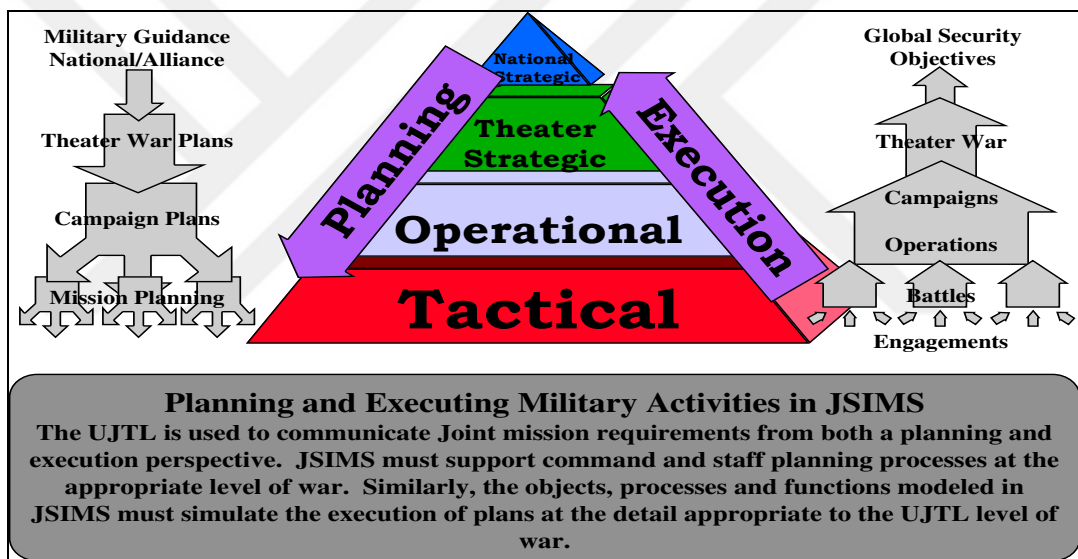 Military Guidance
National/Alliance
Theater War Plans
Campaign Plans
Mission Planning
Planning
National
Strategic
Theater
Strategic
Operational
Tactical
Execution
Global Security
Objectives
Theater War
Campaigns
Operations
Battles
Engagements
Planning and Executing Military Activities in JSIMS
The UJTL is used to communicate Joint mission requirements from both a planning and
execution perspective. JSIMS must support command and staff planning processes at the
appropriate level of war. Similarly, the objects, processes and functions modeled in
JSIMS must simulate the execution of plans at the detail appropriate to the UJTL level of
war.